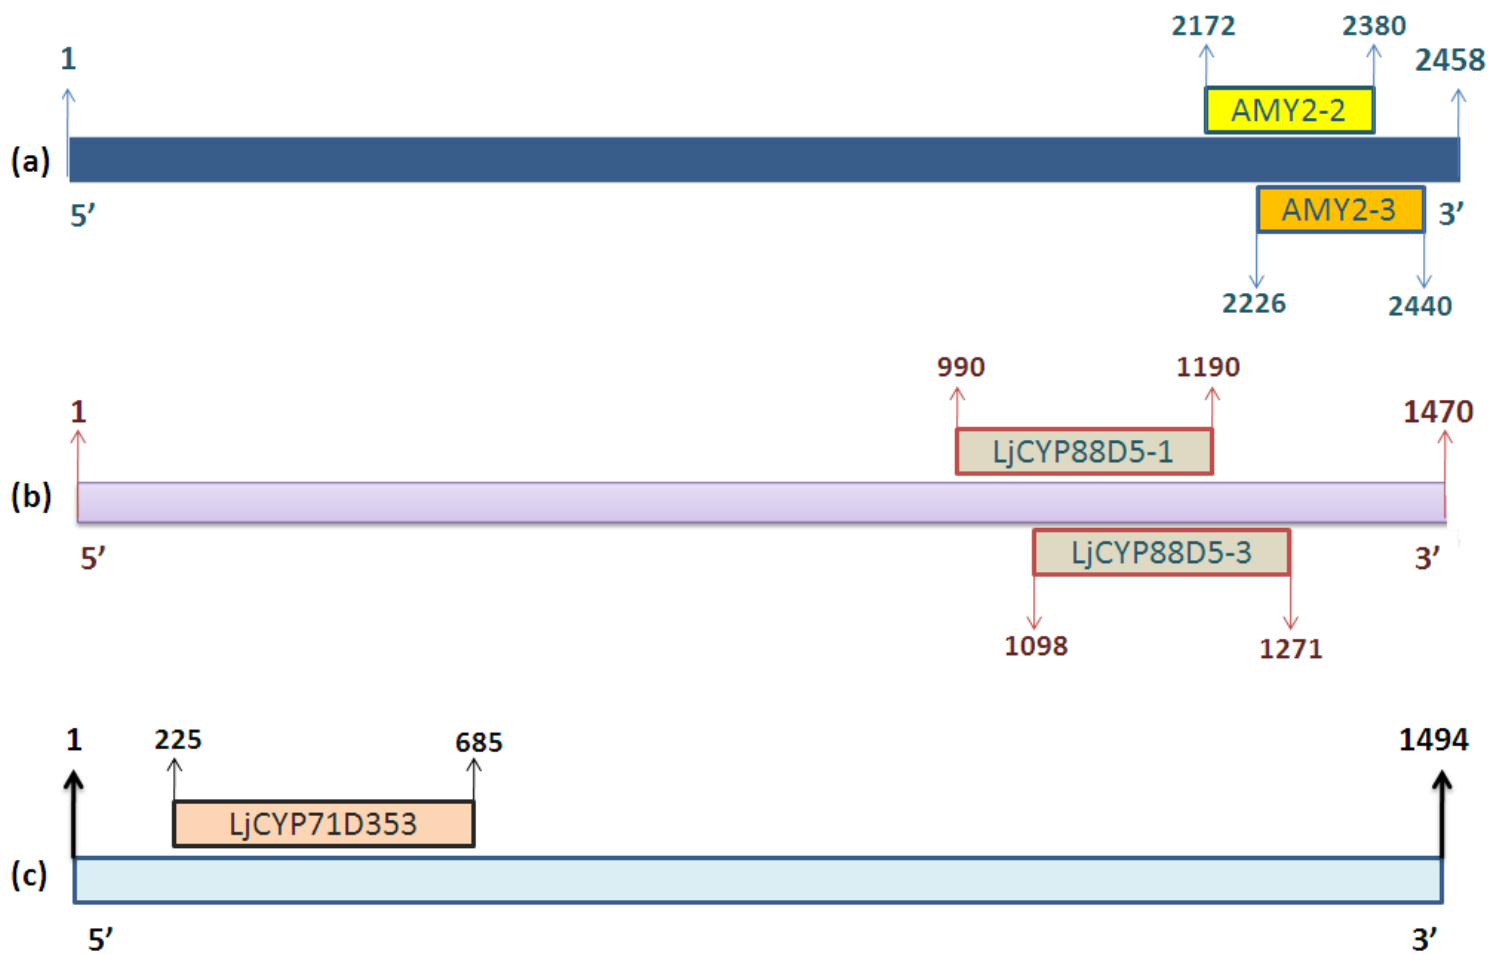 2172 2380
1 2458
AMY2-2
(a)
5’ AMY2-3 3’
2226 2440
990 1190
1 1470
LjCYP88D5-1
(b)
5’ LjCYP88D5-3 3’
1098 1271
1 225 685 1494
LjCYP71D353
(c)
5’ 3’